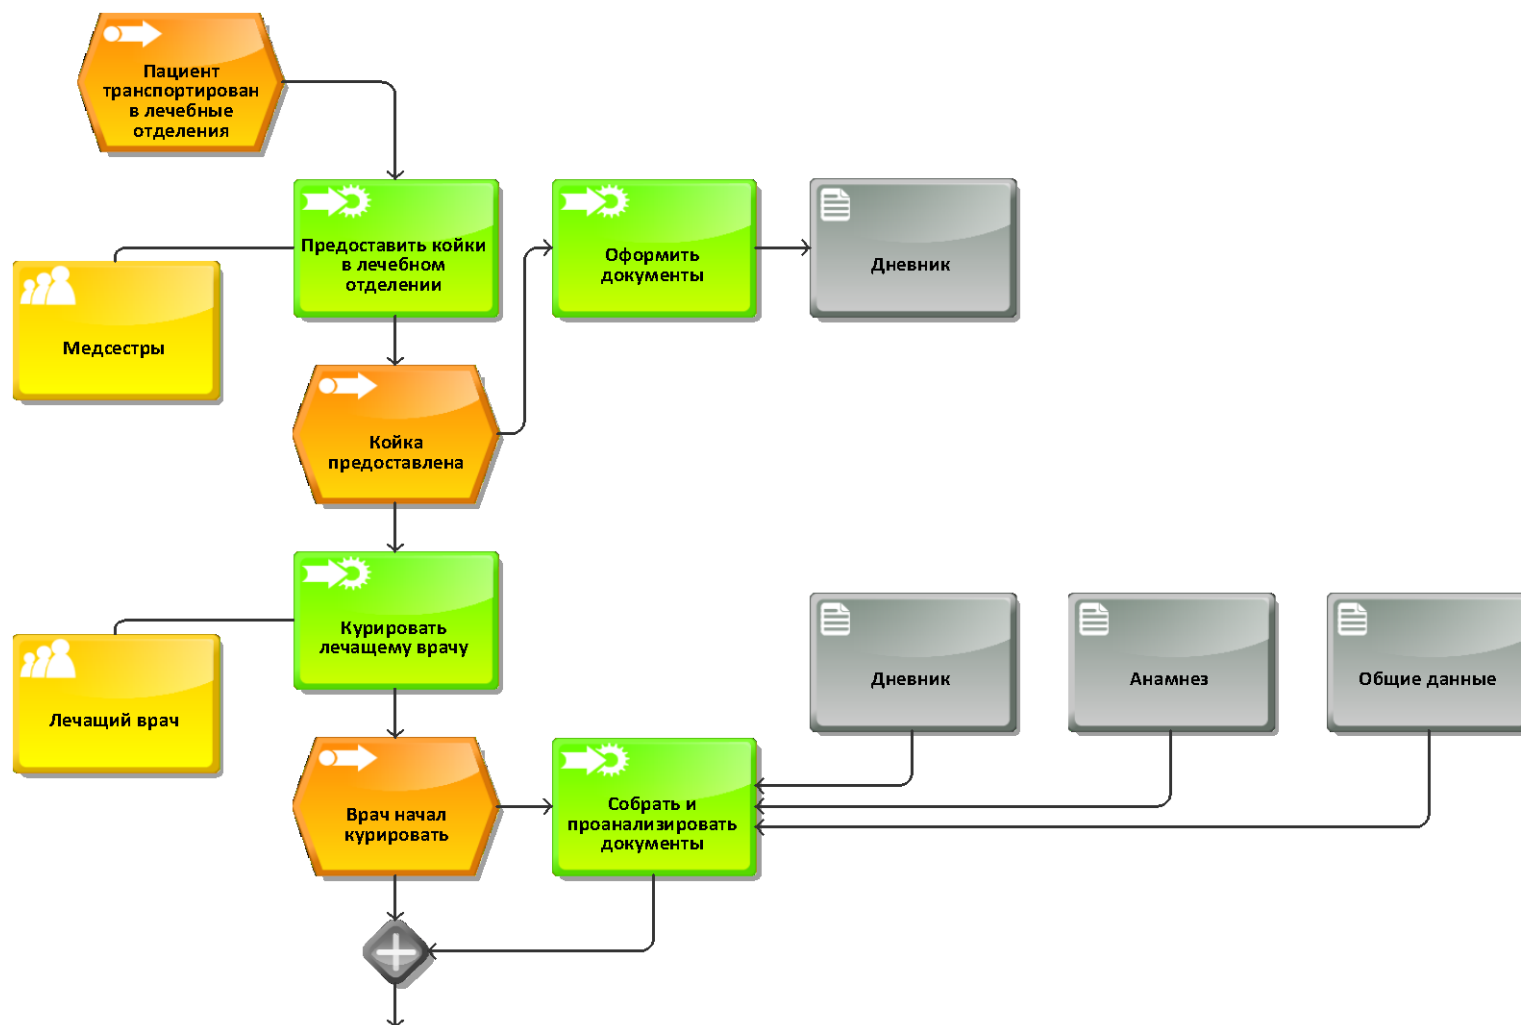 Пациент
транспортирован
в лечебные
отделения
Предоставить койки
в лечебном
отделении
Оформить
документы
Дневник
Медсестры
Койка
предоставлена
Курировать
лечащему врачу
Лечащий врач
Дневник
Анамнез
Общие данные
Врач начал
курировать
Собрать и
проанализировать
документы